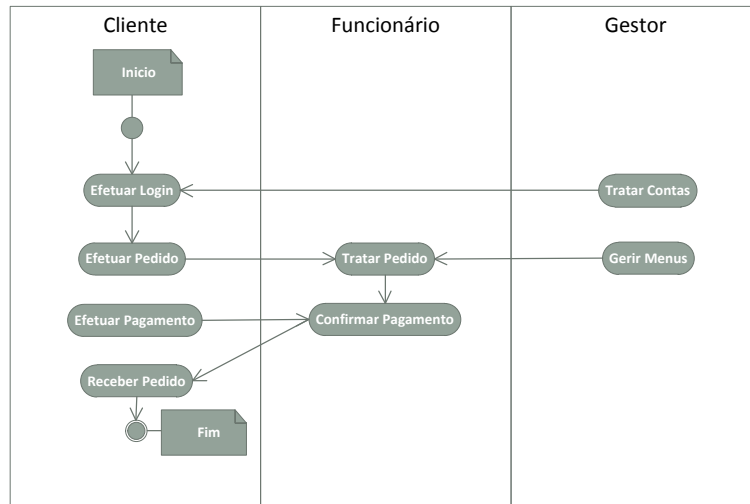 Cliente
Funcionário
Gestor
Inicio
Efetuar Login
Tratar Contas
Efetuar Pedido
Tratar Pedido
Gerir Menus
Efetuar Pagamento
Confirmar Pagamento
Receber Pedido
Fim